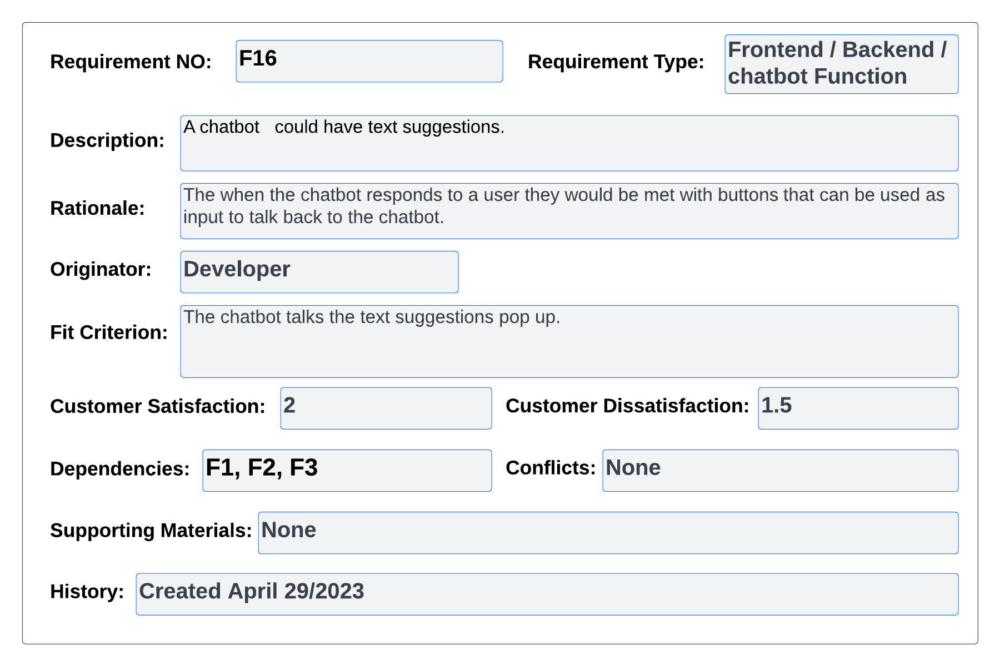 Requirement NO: F16 Requirement Type: Frontend / Backend /
chatbot Function
Description: A chatbot   could have text suggestions.
Rationale: The when the chatbot responds to a user they would be met with buttons that can be used as
input to talk back to the chatbot.
Originator: Developer
Fit Criterion: The chatbot talks the text suggestions pop up.
Customer Satisfaction: 2 Customer Dissatisfaction: 1.5
Dependencies: F1, F2, F3 Conflicts: None
Supporting Materials: None
History: Created April 29/2023